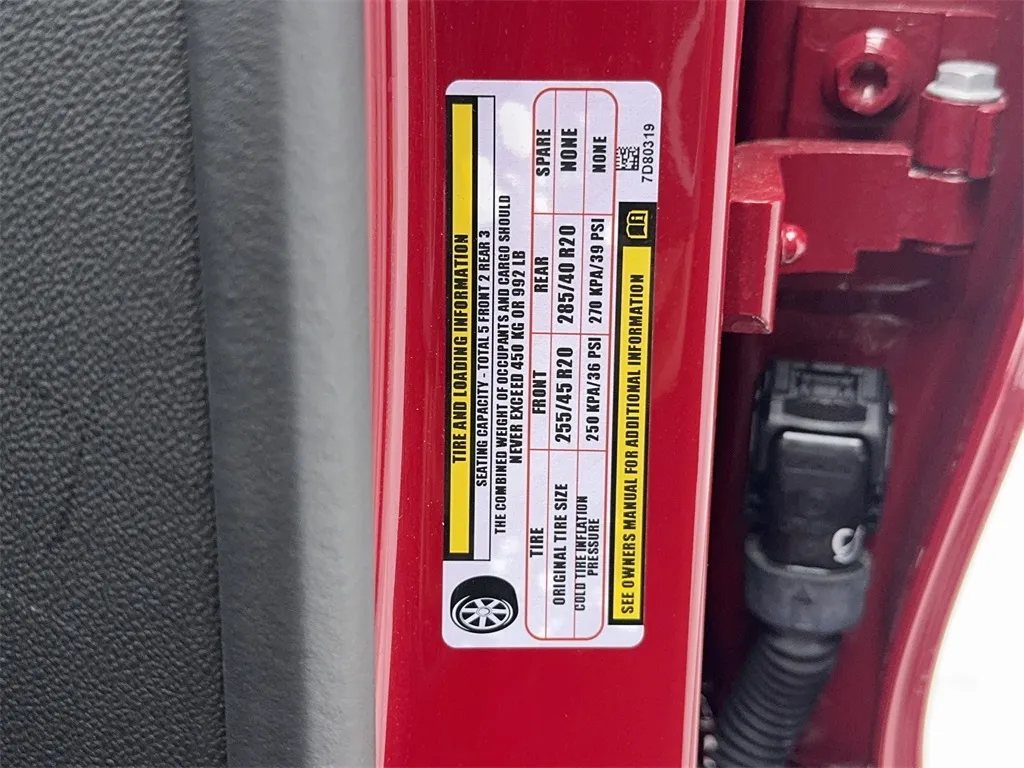 TIRE AND LOADING INFORMATION
SEATING CAPACITY - TOTAL 5 FRONT 2 REAR 3
THE COMBINED WEIGHT OF OCCUPANTS AND CARGO SHOULD
NEVER EXCEED 450 KG OR 992 LB
TIRE FRONT REAR SPARE
ORIGINAL TIRE SIZE 255/45 R20 285/40 R20 NONE
COLD TIRE INFLATION PRESSURE 250 KPA/36 PSI 270 KPA/39 PSI NONE
SEE OWNERS MANUAL FOR ADDITIONAL INFORMATION
7D80319